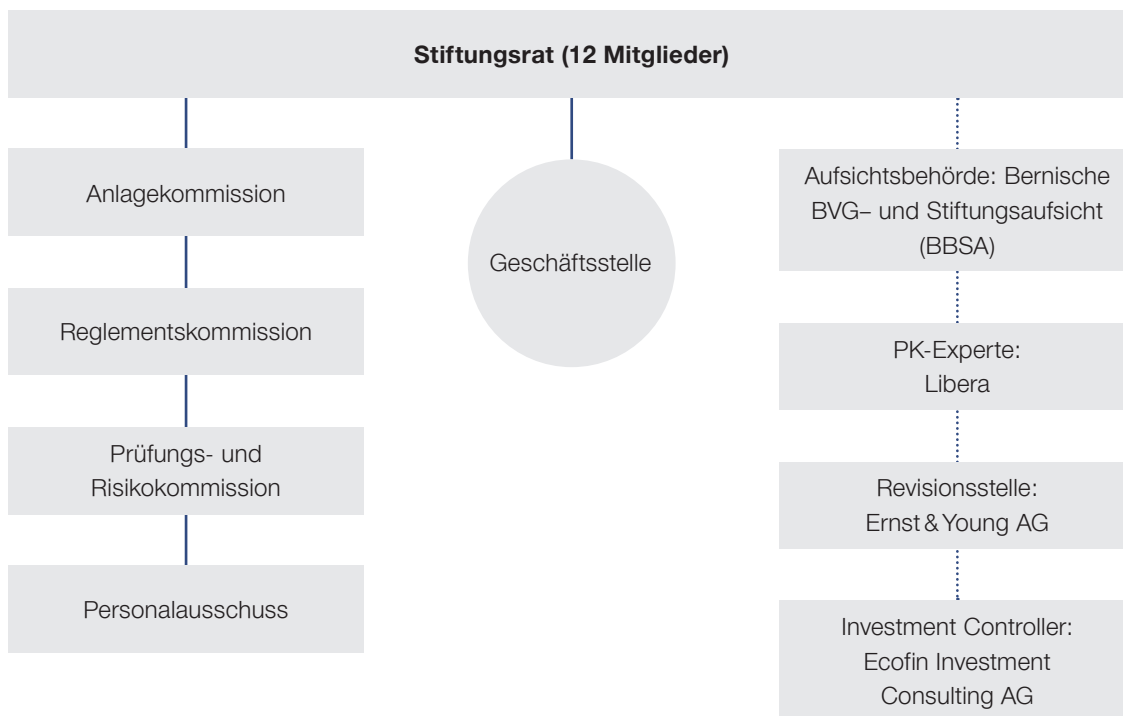 Stiftungsrat (12 Mitglieder)
Anlagekommission
Reglementskommission
Prüfungs- und
Risikokommission
Personalausschuss
Geschäftsstelle
Aufsichtsbehörde: Bernische
BVG– und Stiftungsaufsicht
(BBSA)
PK-Experte:
Libera
Revisionsstelle:
Ernst & Young AG
Investment Controller:
Ecofin Investment
Consulting AG